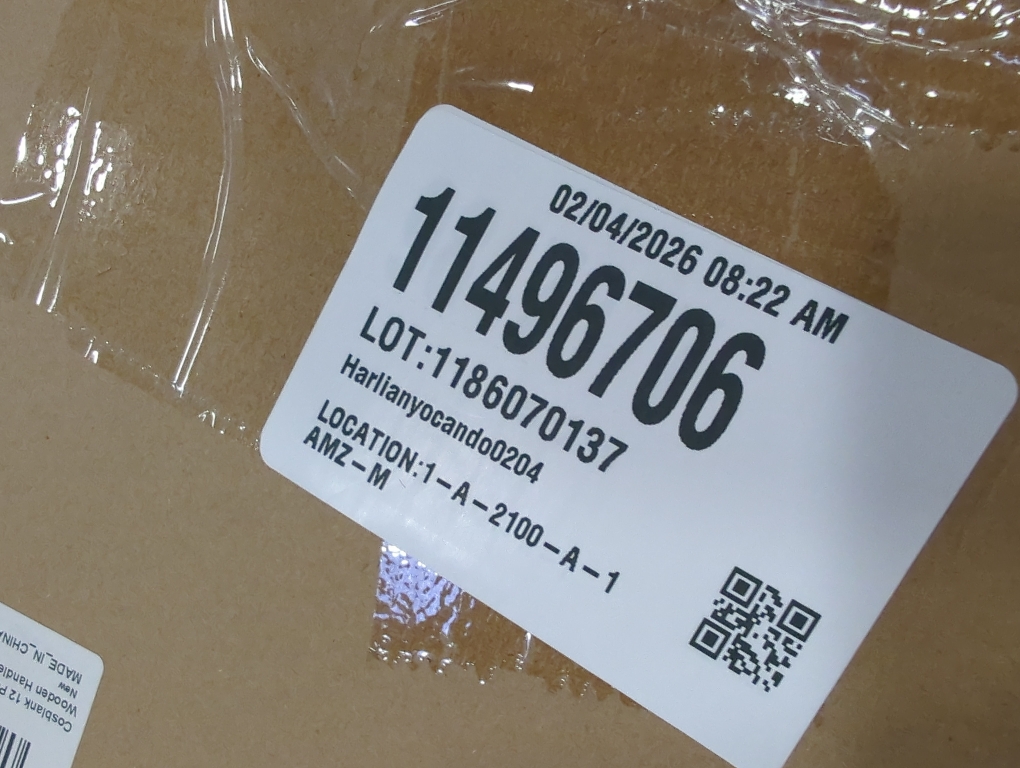 02/04/2026 08:22 AM
11496706
LOT:1186070137
Harlianyocando0204
LOCATION:1-A-2100-A-1
AMZ-M
Cosblank 12 P
Wooden Handle
New
MADE_IN_CHINA